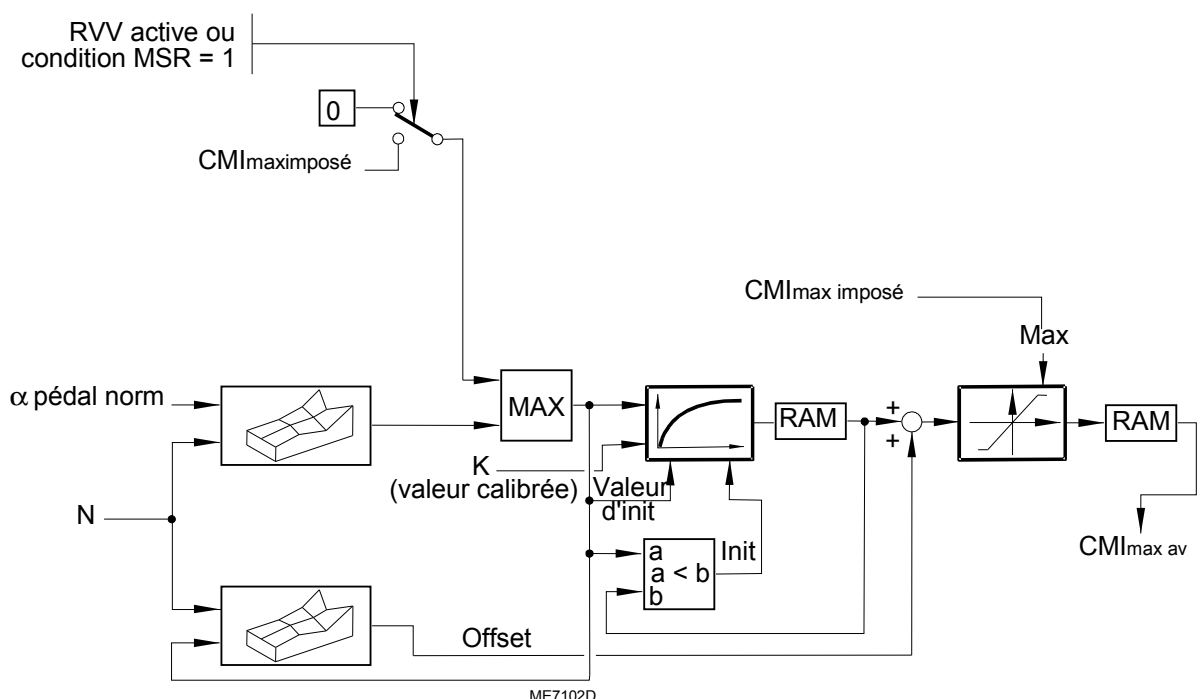 RVV active ou
condition MSR = 1
0
CMImaximposé
CMImax imposé
Max
α pédal norm
MAX
RAM
+
+
RAM
K
(valeur calibrée)
Valeur
d'init
N
a
a < b
b
Init
CMImax av
Offset
ME7102D